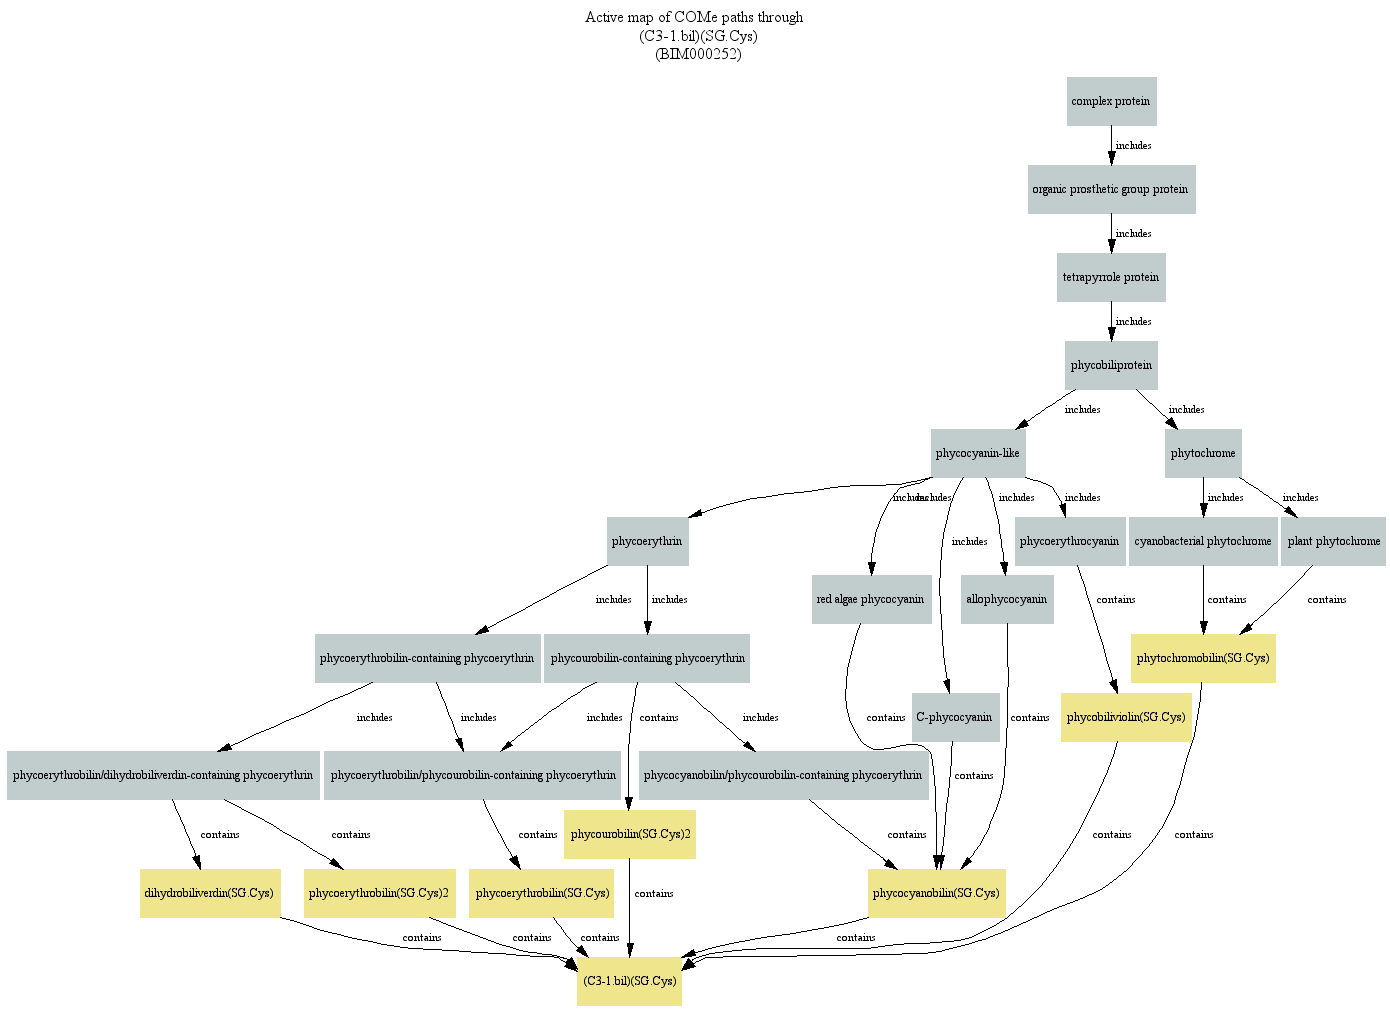 Active map of COMe paths through
(C3-1.bil)(SG.Cys)
(BIM000252)
complex protein
includes
organic prosthetic group protein
includes
tetrapyrrole protein
includes
phycobiliprotein
includes
includes
phycocyanin-like
phytochrome
includes
includes
includes
includes
includes
includes
phycoerythrin
includes
phycoerythrocyanin
cyanobacterial phytochrome
plant phytochrome
includes
includes
red algae phycocyanin
allophycocyanin
contains
contains
contains
phycoerythrobilin-containing phycoerythrin
phycourobilin-containing phycoerythrin
phytochromobilin(SG.Cys)
includes
includes
includes
contains
includes
contains
C-phycocyanin
contains
phycobiliviolin(SG.Cys)
phycoerythrobilin/dihydrobiliverdin-containing phycoerythrin
phycoerythrobilin/phycourobilin-containing phycoerythrin
phycocyanobilin/phycourobilin-containing phycoerythrin
contains
contains
contains
contains
phycourobilin(SG.Cys)2
contains
contains
contains
dihydrobiliverdin(SG.Cys)
phycoerythrobilin(SG.Cys)2
phycoerythrobilin(SG.Cys)
contains
phycocyanobilin(SG.Cys)
contains
contains
contains
contains
(C3-1.bil)(SG.Cys)